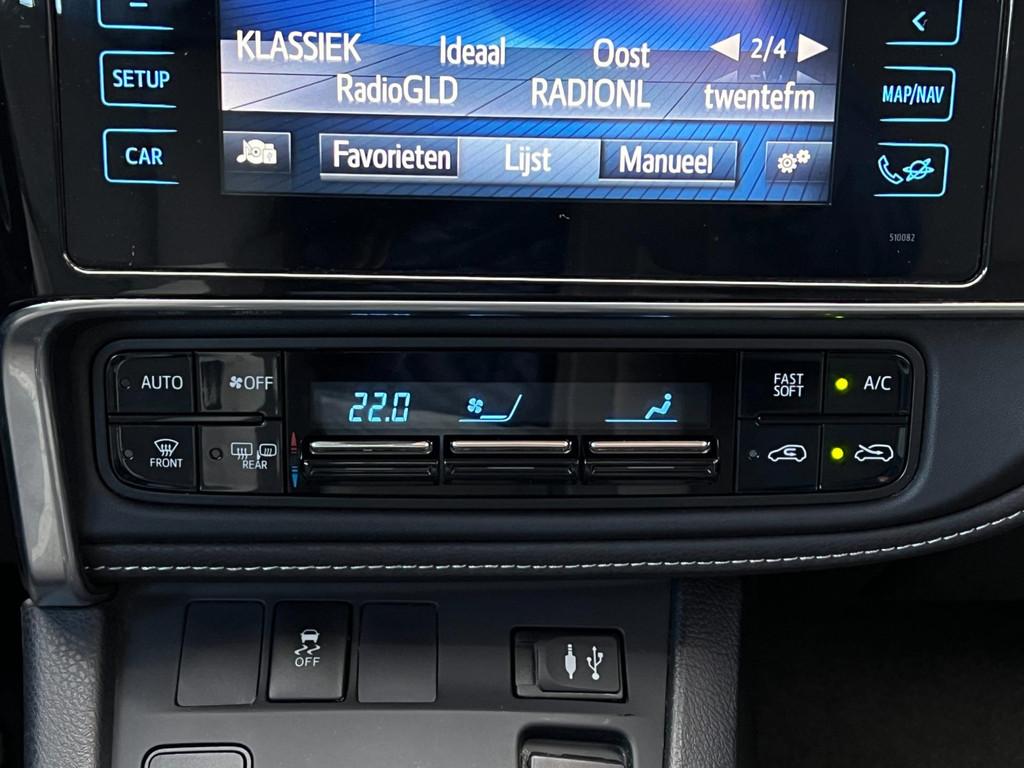 KLASSIEK Ideaal Oost 2/4
RadioGLD RADIONL twentefm
Favorieten Lijst Manueel
SETUP
CAR
MAP/NAV
510082
AUTO
OFF
FRONT
REAR
22.0
FAST
SOFT
A/C
OFF